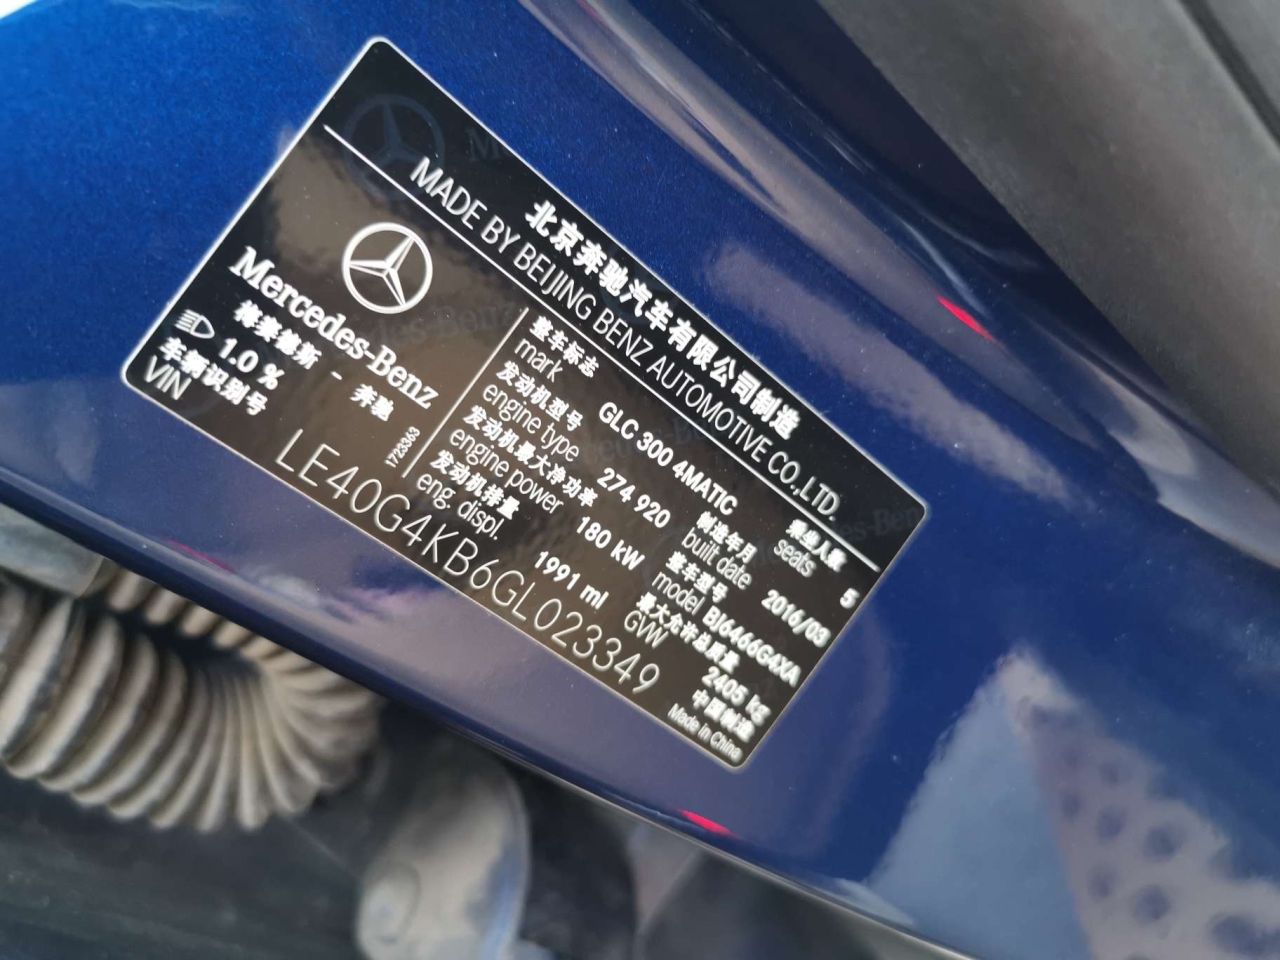 北京奔驰汽车有限公司制造
MADE BY BEIJING BENZ AUTOMOTIVE CO.,LTD.
Mercedes-Benz
梅赛德斯 - 奔驰
1.0 %
1723363
车辆识别号
VIN
LE40G4KB6GL023349
整车标志
mark GLC 300 4MATIC
发动机型号
engine type 274 920
发动机最大净功率
engine power 180 kW
发动机排量
eng. displ. 1991 ml
乘坐人数
seats 5
制造年月
built date 2016/03
整车型号
model BJ6466G4XA
最大允许总质量
GVW 2405 kg
中国制造
Made in China